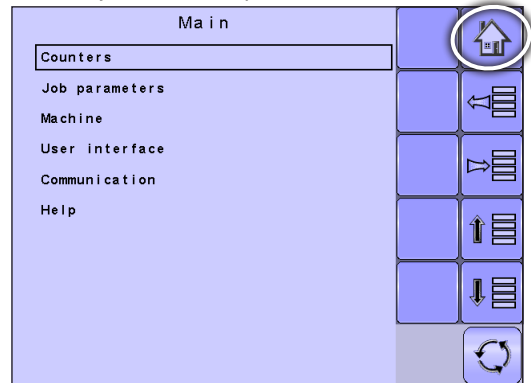 Main
Counters
Job parameters
Machine
User interface
Communication
Help